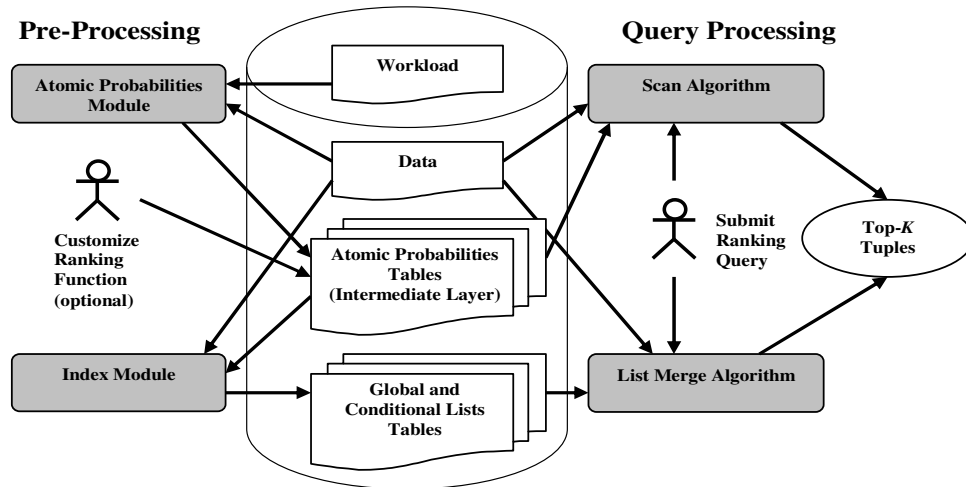 Pre-Processing
Query Processing
Workload
Atomic Probabilities
Module
Scan Algorithm
Data
Customize
Ranking
Function
(optional)
Atomic Probabilities
Tables
(Intermediate Layer)
Submit
Ranking
Query
Top-K
Tuples
Index Module
Global and
Conditional Lists
Tables
List Merge Algorithm